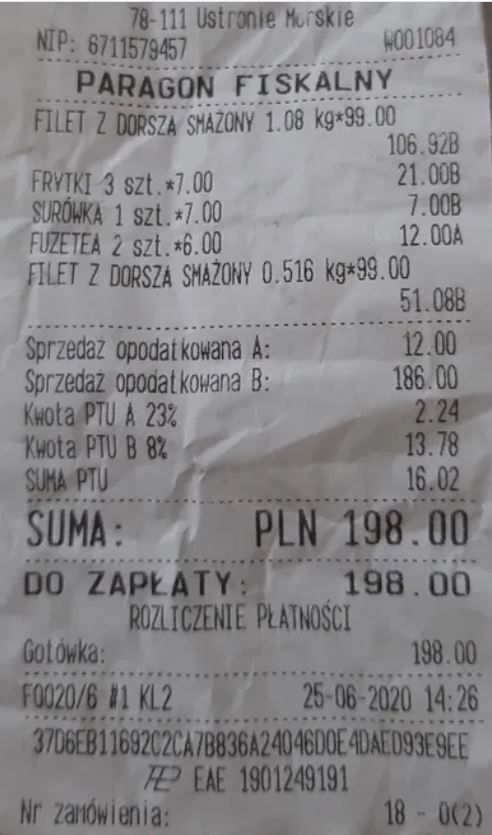 78-111 Ustronie Morskie
NIP: 6711579457 W001084
PARAGON FISKALNY
FILET Z DORSZA SMAŻONY 1.08 kg*99.00
106.92B
FRYTKI 3 szt.*7.00 21.00B
SURÓWKA 1 szt.*7.00 7.00B
FUZETEA 2 szt.*6.00 12.00A
FILET Z DORSZA SMAŻONY 0.516 kg*99.00
51.08B
Sprzedaż opodatkowana A: 12.00
Sprzedaż opodatkowana B: 186.00
Kwota PTU A 23% 2.24
Kwota PTU B 8% 13.78
SUMA PTU 16.02
SUMA: PLN 198.00
DO ZAPŁATY: 198.00
ROZLICZENIE PŁATNOŚCI
Gotówka: 198.00
F0020/6 #1 KL2 25-06-2020 14:26
37D6EB11692C2CA7B836A24046D0E4DAED93E9EE
EAE 1901249191
Nr zamówienia: 18 - 0(2)